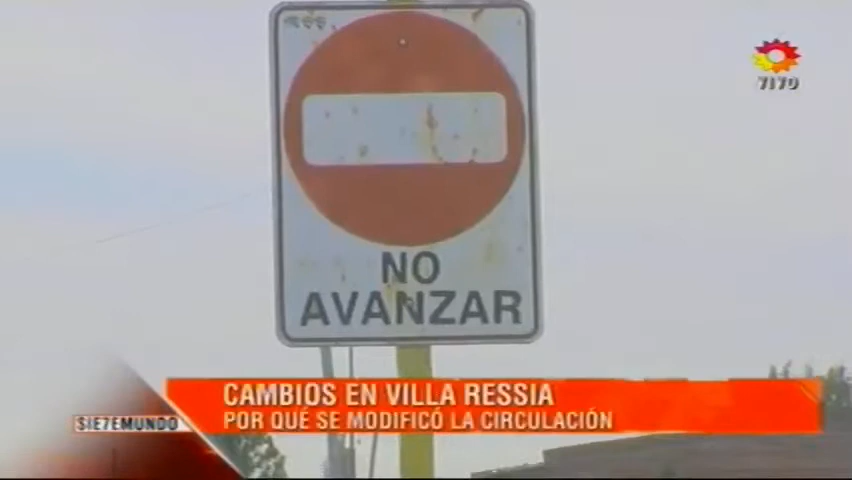 7170
NO
AVANZAR
CAMBIOS EN VILLA RESSIA
SIE7EMUNDO
POR QUÉ SE MODIFICÓ LA CIRCULACIÓN